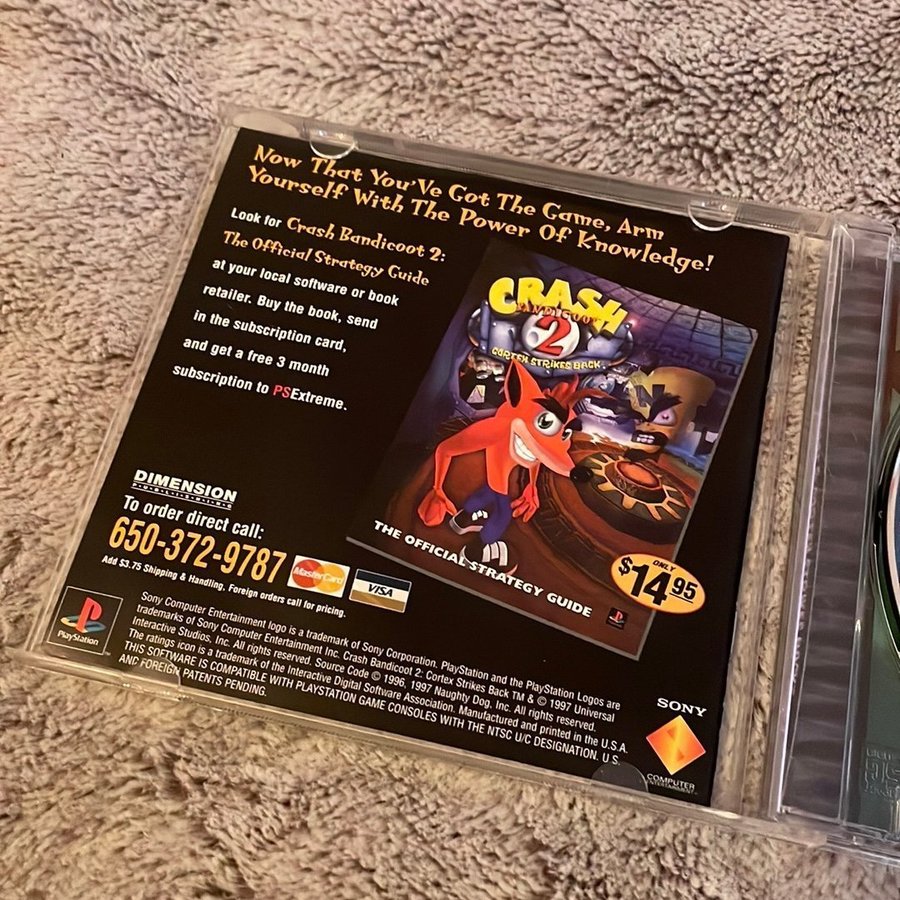 Now That You'Ve Got The Game, Arm
Yourself With The Power Of Knowledge!
Look for Crash Bandicoot 2:
The Official Strategy Guide
at your local software or book
retailer. Buy the book, send
in the subscription card,
and get a free 3 month
subscription to PSExtreme.
CRASH
BANDICOOT
2
CORTEX STRIKES BACK
N
THE OFFICIAL STRATEGY GUIDE
ONLY
$14.95
DIMENSION
PUBLISHING
To order direct call:
650-372-9787
MasterCard
VISA
Add $3.75 Shipping & Handling. Foreign orders call for pricing.
PlayStation
Sony Computer Entertainment logo is a trademark of Sony Corporation. PlayStation and the PlayStation Logos are
trademarks of Sony Computer Entertainment Inc. Crash Bandicoot 2: Cortex Strikes Back TM & © 1997 Universal
Interactive Studios, Inc. All rights reserved. Source Code © 1996, 1997 Naughty Dog, Inc. All rights reserved.
The ratings icon is a trademark of the Interactive Digital Software Association. Manufactured and printed in the U.S.A.
THIS SOFTWARE IS COMPATIBLE WITH PLAYSTATION GAME CONSOLES WITH THE NTSC U/C DESIGNATION. U.S.
AND FOREIGN PATENTS PENDING.
SONY
COMPUTER
ENTERTAINMENT